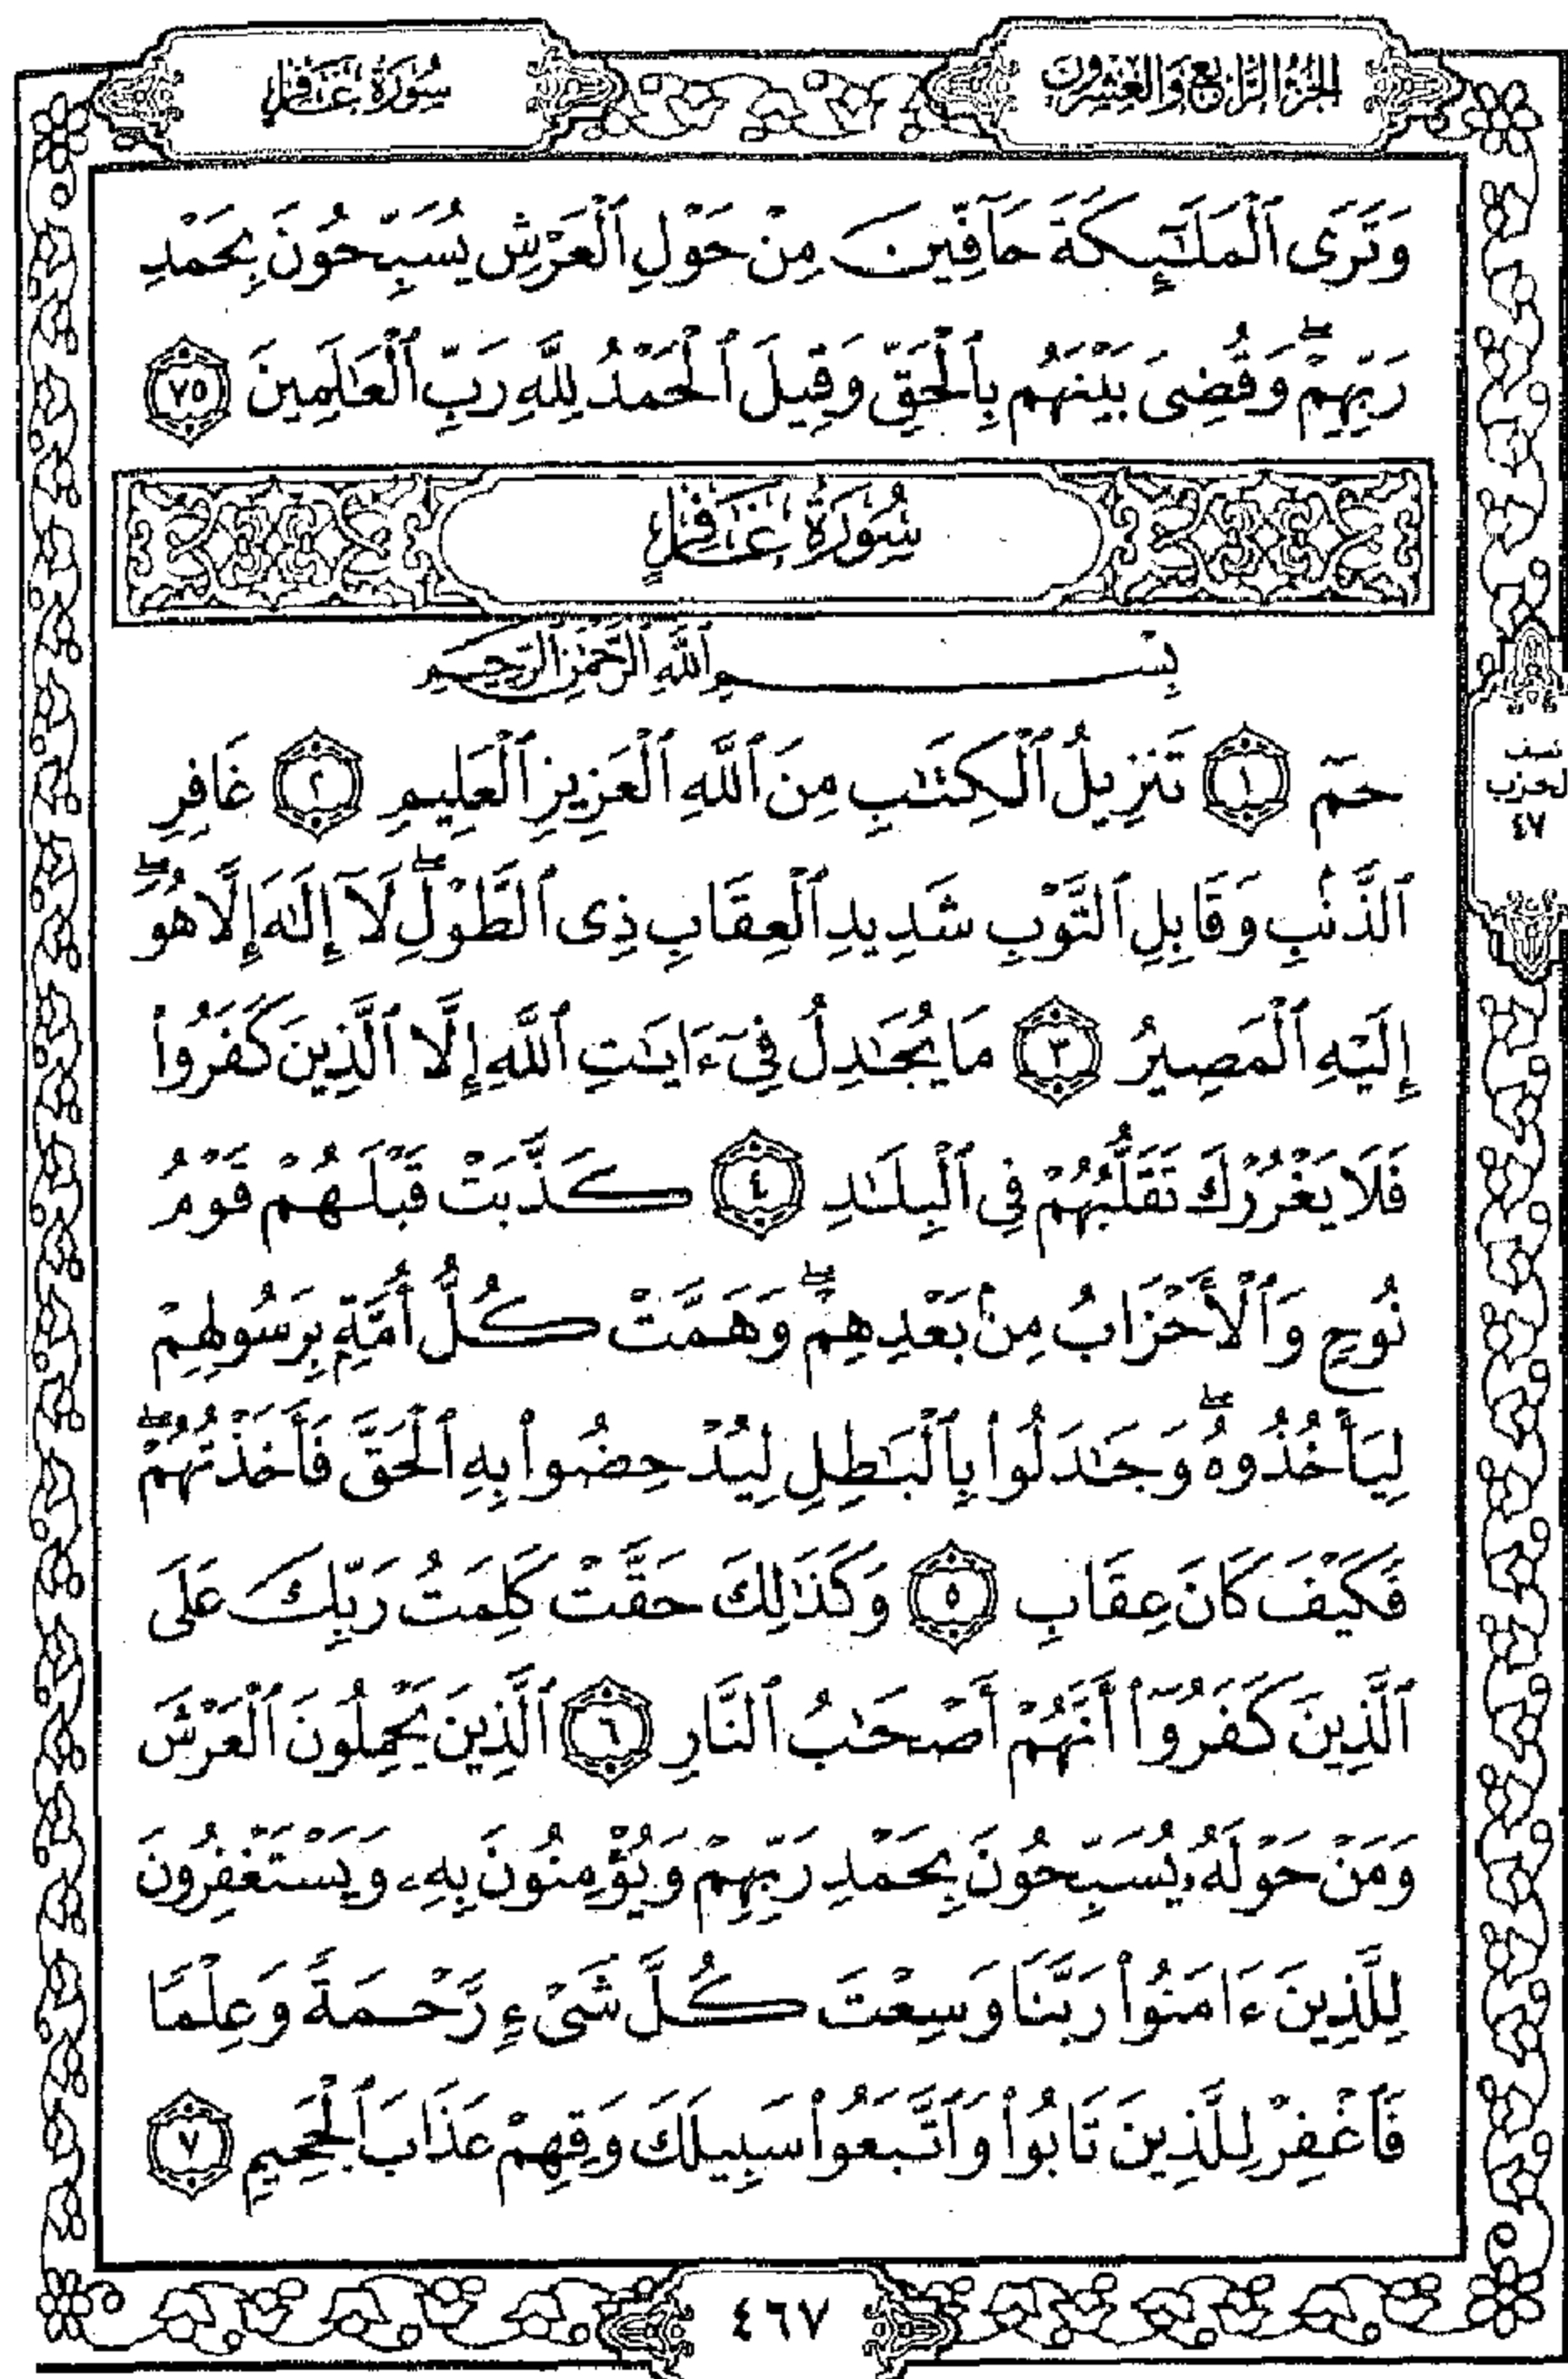 الجزء الرابع والعشرون
سورة غافر
وَتَرَى ٱلْمَلَٰٓئِكَةَ حَآفِّينَ مِنْ حَوْلِ ٱلْعَرْشِ يُسَبِّحُونَ بِحَمْدِ
رَبِّهِمْ ۖ وَقُضِىَ بَيْنَهُم بِٱلْحَقِّ وَقِيلَ ٱلْحَمْدُ لِلَّهِ رَبِّ ٱلْعَٰلَمِينَ ٧٥
سُورَةُ غَافِرٍ
بِسْمِ ٱللَّهِ ٱلرَّحْمَٰنِ ٱلرَّحِيمِ
حمٓ ١ تَنزِيلُ ٱلْكِتَٰبِ مِنَ ٱللَّهِ ٱلْعَزِيزِ ٱلْعَلِيمِ ٢ غَافِرِ
نصف
الحزب
٤٧
ٱلذَّنۢبِ وَقَابِلِ ٱلتَّوْبِ شَدِيدِ ٱلْعِقَابِ ذِى ٱلطَّوْلِ ۖ لَآ إِلَٰهَ إِلَّا هُوَ ۖ
إِلَيْهِ ٱلْمَصِيرُ ٣ مَا يُجَٰدِلُ فِىٓ ءَايَٰتِ ٱللَّهِ إِلَّا ٱلَّذِينَ كَفَرُوا۟
فَلَا يَغْرُرْكَ تَقَلُّبُهُمْ فِى ٱلْبِلَٰدِ ٤ كَذَّبَتْ قَبْلَهُمْ قَوْمُ
نُوحٍ وَٱلْأَحْزَابُ مِنۢ بَعْدِهِمْ ۖ وَهَمَّتْ كُلُّ أُمَّةٍۭ بِرَسُولِهِمْ
لِيَأْخُذُوهُ ۖ وَجَٰدَلُوا۟ بِٱلْبَٰطِلِ لِيُدْحِضُوا۟ بِهِ ٱلْحَقَّ فَأَخَذْتُهُمْ ۖ
فَكَيْفَ كَانَ عِقَابِ ٥ وَكَذَٰلِكَ حَقَّتْ كَلِمَتُ رَبِّكَ عَلَى
ٱلَّذِينَ كَفَرُوٓا۟ أَنَّهُمْ أَصْحَٰبُ ٱلنَّارِ ٦ ٱلَّذِينَ يَحْمِلُونَ ٱلْعَرْشَ
وَمَنْ حَوْلَهُۥ يُسَبِّحُونَ بِحَمْدِ رَبِّهِمْ وَيُؤْمِنُونَ بِهِۦ وَيَسْتَغْفِرُونَ
لِلَّذِينَ ءَامَنُوا۟ رَبَّنَا وَسِعْتَ كُلَّ شَىْءٍ رَّحْمَةً وَعِلْمًا
فَٱغْفِرْ لِلَّذِينَ تَابُوا۟ وَٱتَّبَعُوا۟ سَبِيلَكَ وَقِهِمْ عَذَابَ ٱلْجَحِيمِ ٧
٤٦٧